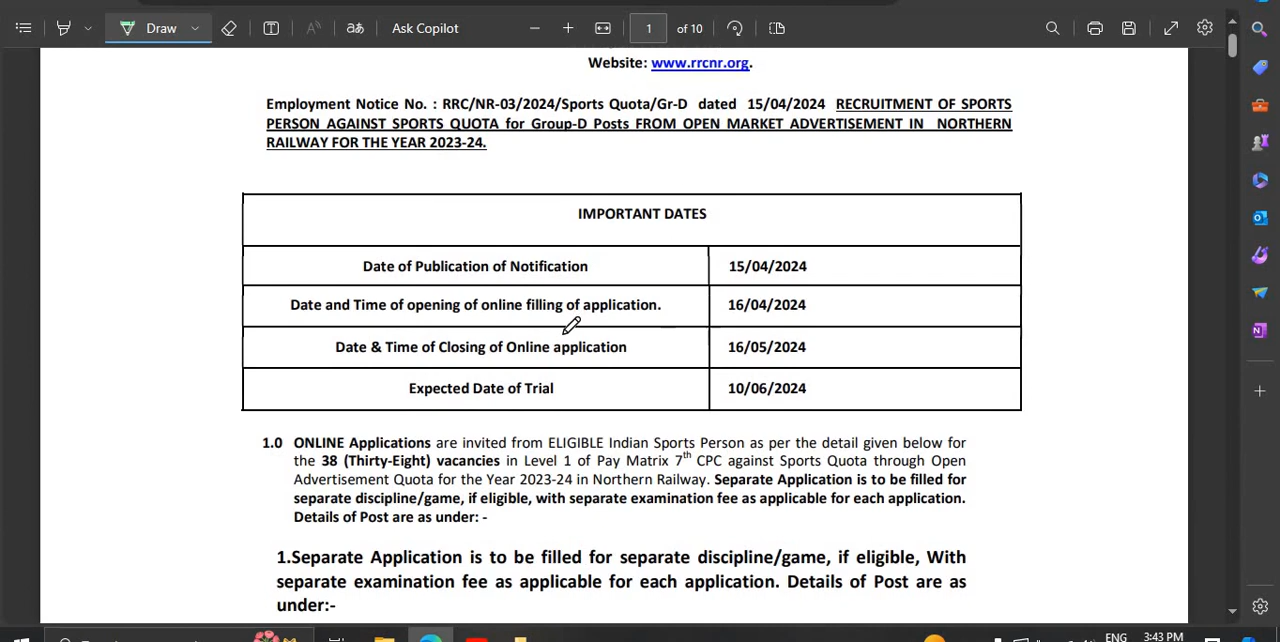 Draw
Ask Copilot
1 of 10
Website: www.rrcnr.org.
Employment Notice No. : RRC/NR-03/2024/Sports Quota/Gr-D dated 15/04/2024 RECRUITMENT OF SPORTS
PERSON AGAINST SPORTS QUOTA for Group-D Posts FROM OPEN MARKET ADVERTISEMENT IN NORTHERN
RAILWAY FOR THE YEAR 2023-24.
IMPORTANT DATES
Date of Publication of Notification 15/04/2024
Date and Time of opening of online filling of application. 16/04/2024
Date & Time of Closing of Online application 16/05/2024
Expected Date of Trial 10/06/2024
1.0 ONLINE Applications are invited from ELIGIBLE Indian Sports Person as per the detail given below for
the 38 (Thirty-Eight) vacancies in Level 1 of Pay Matrix 7th CPC against Sports Quota through Open
Advertisement Quota for the Year 2023-24 in Northern Railway. Separate Application is to be filled for
separate discipline/game, if eligible, with separate examination fee as applicable for each application.
Details of Post are as under: -
1.Separate Application is to be filled for separate discipline/game, if eligible, With
separate examination fee as applicable for each application. Details of Post are as
under:-
ENG 3:43 PM